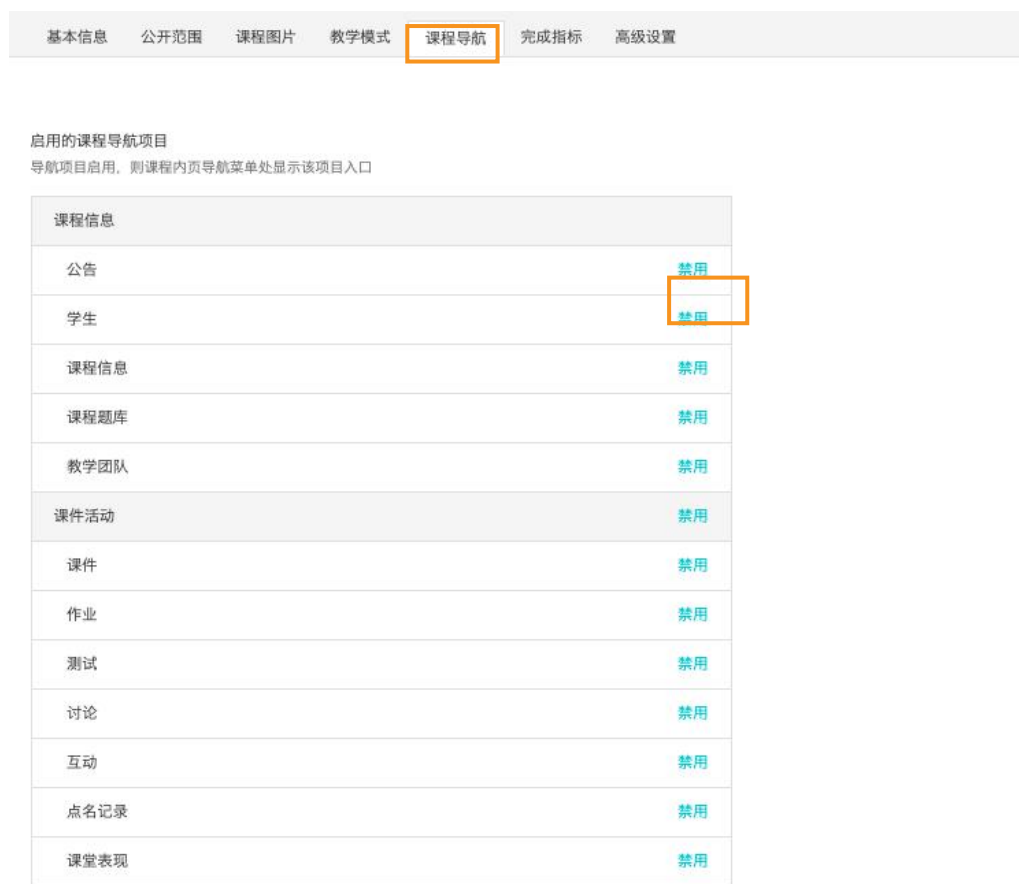 基本信息 公开范围 课程图片 教学模式 课程导航 完成指标 高级设置
启用的课程导航项目
导航项目启用，则课程内页导航菜单处显示该项目入口
课程信息
公告 禁用
学生 禁用
课程信息 禁用
课程题库 禁用
教学团队 禁用
课件活动 禁用
课件 禁用
作业 禁用
测试 禁用
讨论 禁用
互动 禁用
点名记录 禁用
课堂表现 禁用